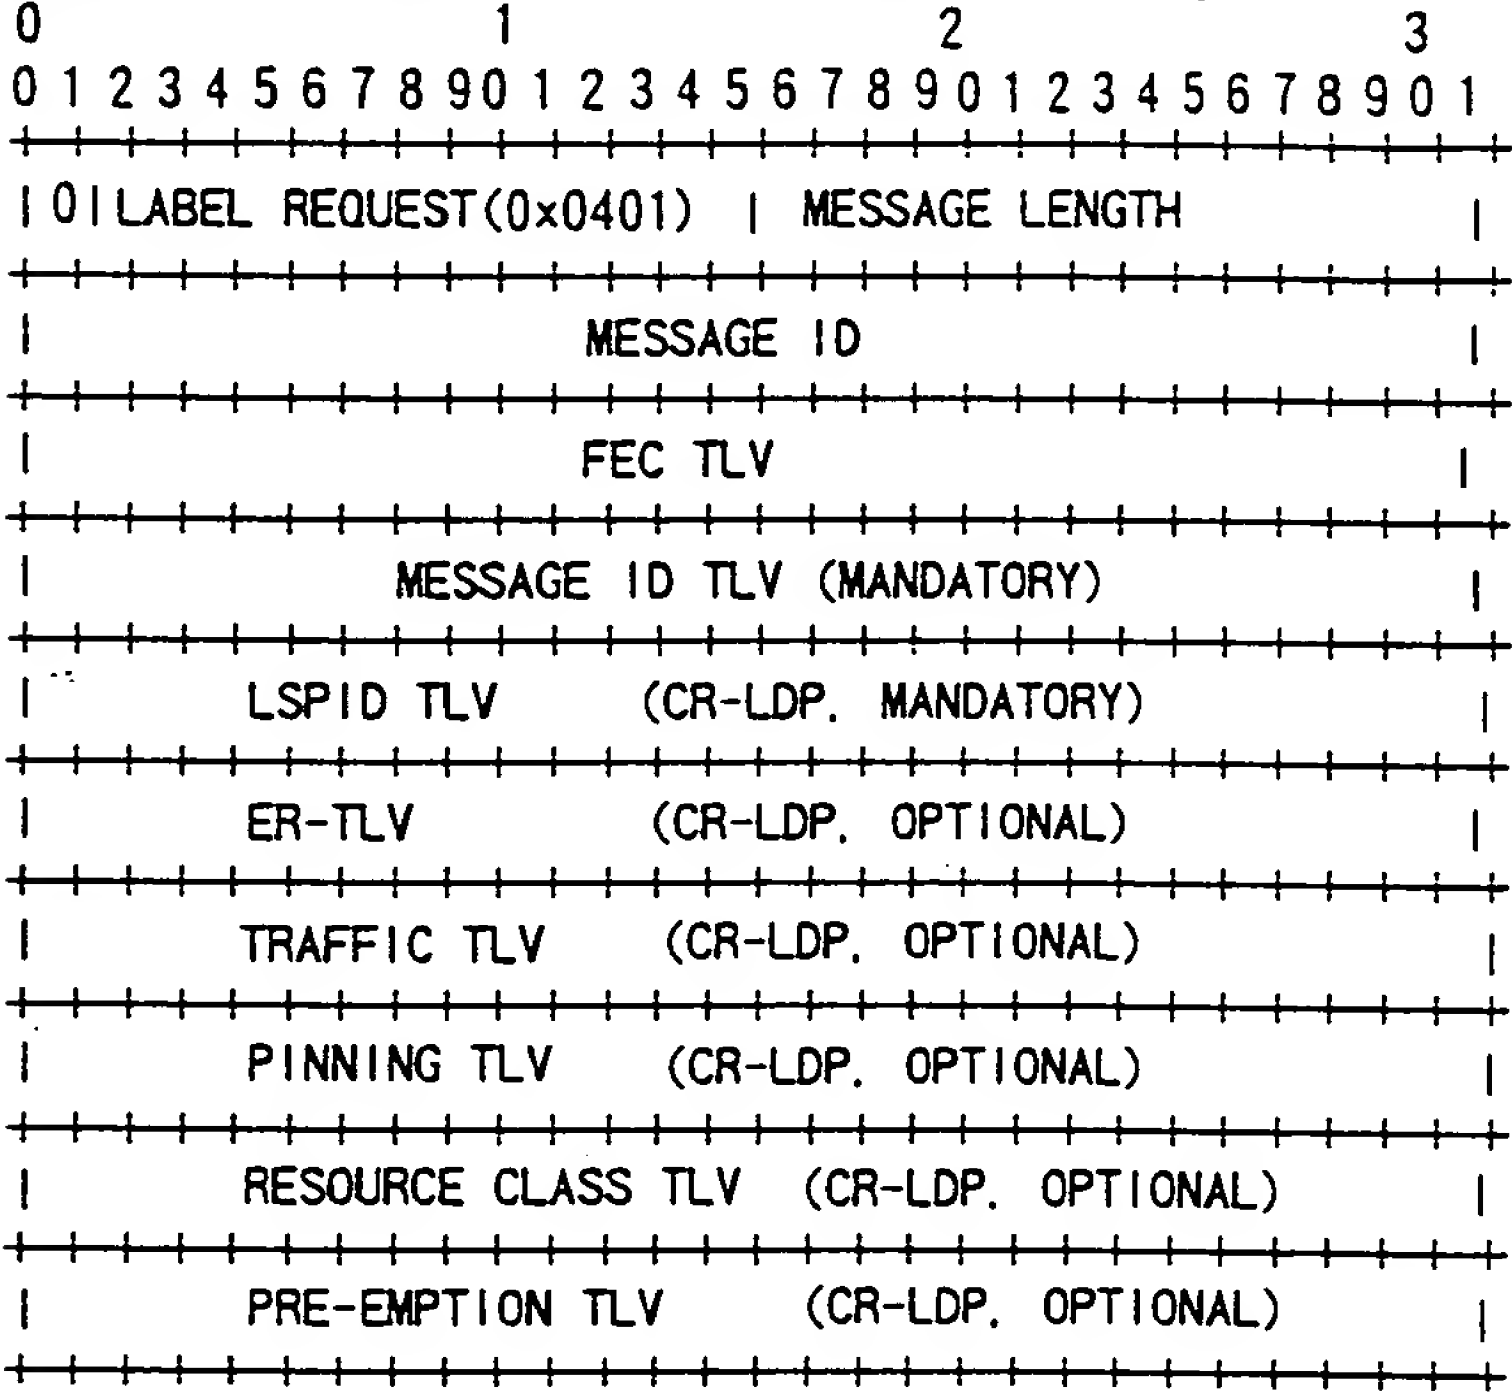 0 1 2 3
0 1 2 3 4 5 6 7 8 9 0 1 2 3 4 5 6 7 8 9 0 1 2 3 4 5 6 7 8 9 0 1
| 0 | LABEL REQUEST(0x0401) | MESSAGE LENGTH |
| MESSAGE ID |
| FEC TLV |
| MESSAGE ID TLV (MANDATORY) |
| LSPID TLV (CR-LDP. MANDATORY) |
| ER-TLV (CR-LDP. OPTIONAL) |
| TRAFFIC TLV (CR-LDP. OPTIONAL) |
| PINNING TLV (CR-LDP. OPTIONAL) |
| RESOURCE CLASS TLV (CR-LDP. OPTIONAL) |
| PRE-EMPTION TLV (CR-LDP. OPTIONAL) |